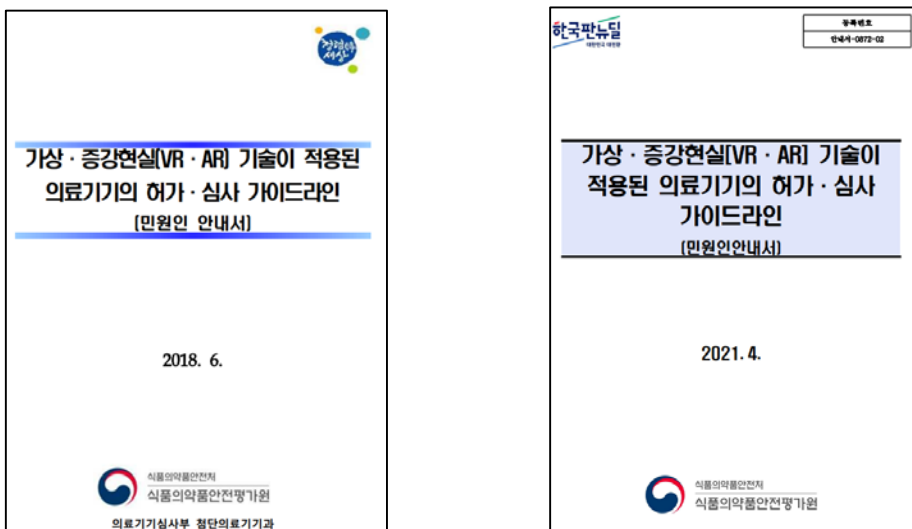 가상·증강현실[VR·AR] 기술이 적용된
의료기기의 허가·심사 가이드라인
[민원인 안내서]
2018. 6.
식품의약품안전처
식품의약품안전평가원
의료기기심사부 첨단의료기기과
한국판뉴딜
대한민국 대전환
등록번호
안내서-0872-02
가상·증강현실[VR·AR] 기술이
적용된 의료기기의 허가·심사
가이드라인
(민원인안내서)
2021. 4.
식품의약품안전처
식품의약품안전평가원